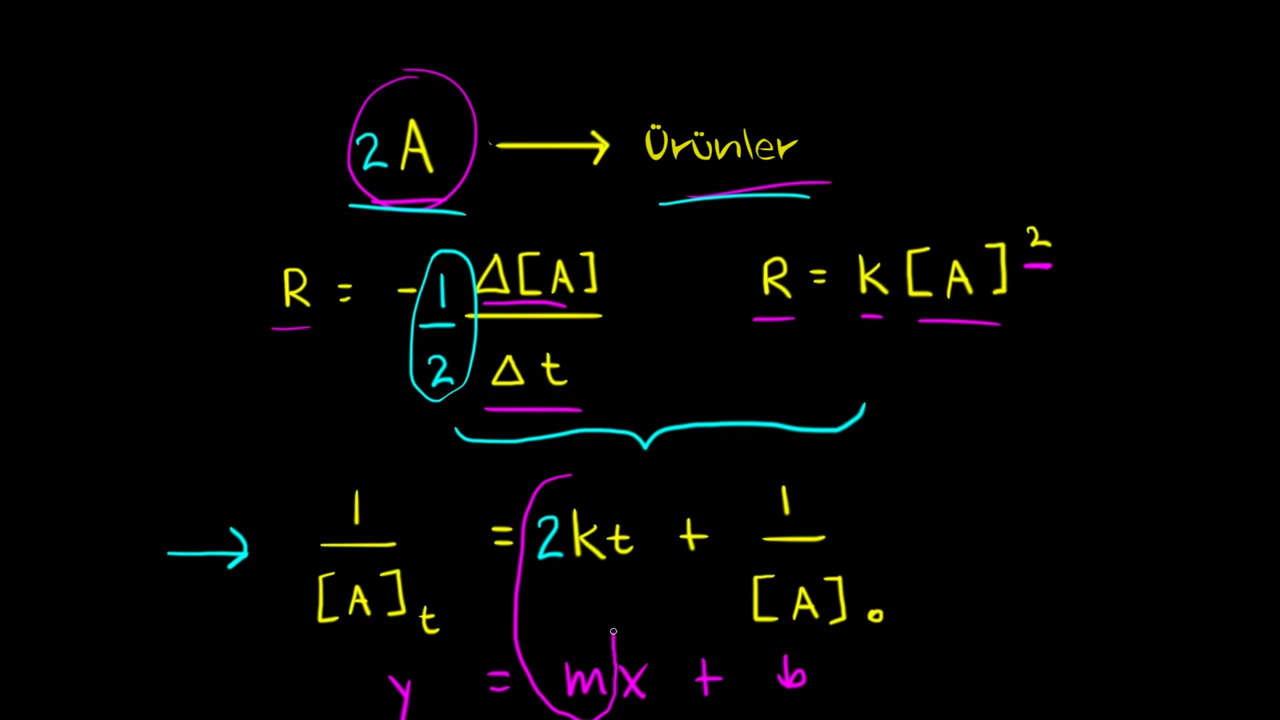 2A → Ürünler
R = - 1/2 Δ[A]/Δt R = k[A]²
→ 1/[A]t = 2kt + 1/[A]₀
y = mx + b